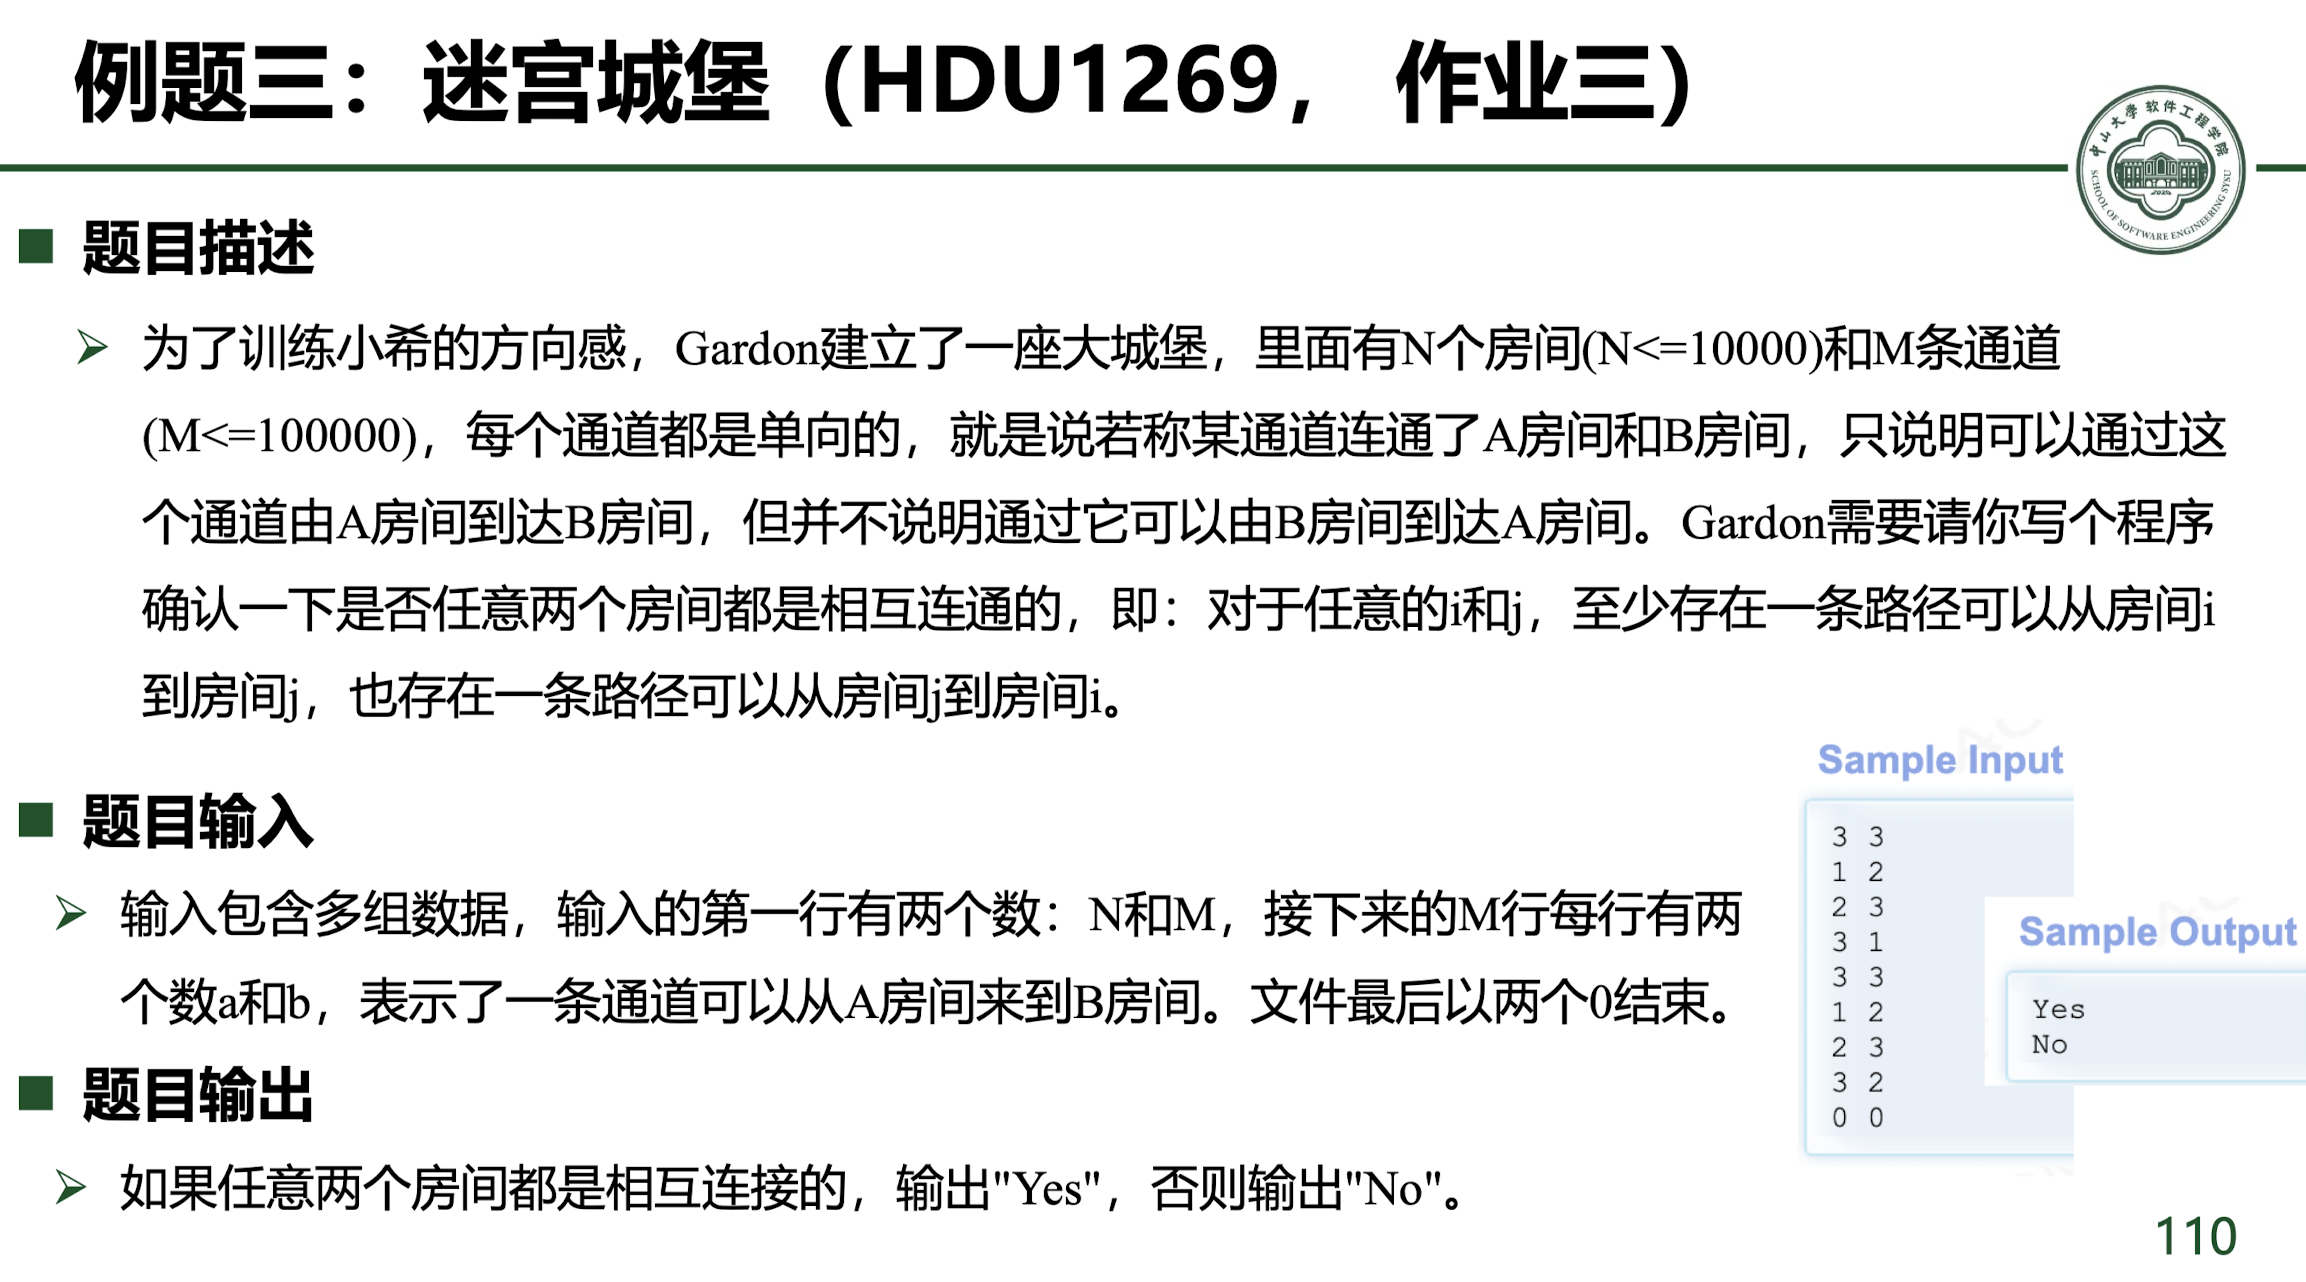 例题三：迷宫城堡（HDU1269， 作业三）
中山大学 软件工程学院
SCHOOL OF SOFTWARE ENGINEERING SYSU
题目描述
为了训练小希的方向感，Gardon建立了一座大城堡，里面有N个房间(N<=10000)和M条通道
(M<=100000)，每个通道都是单向的，就是说若称某通道连通了A房间和B房间，只说明可以通过这
个通道由A房间到达B房间，但并不说明通过它可以由B房间到达A房间。Gardon需要请你写个程序
确认一下是否任意两个房间都是相互连通的，即：对于任意的i和j，至少存在一条路径可以从房间i
到房间j，也存在一条路径可以从房间j到房间i。
题目输入
输入包含多组数据，输入的第一行有两个数：N和M，接下来的M行每行有两
个数a和b，表示了一条通道可以从A房间来到B房间。文件最后以两个0结束。
题目输出
如果任意两个房间都是相互连接的，输出"Yes"，否则输出"No"。
Sample Input
3 3
1 2
2 3
3 1
3 3
1 2
2 3
3 2
0 0
Sample Output
Yes
No
110